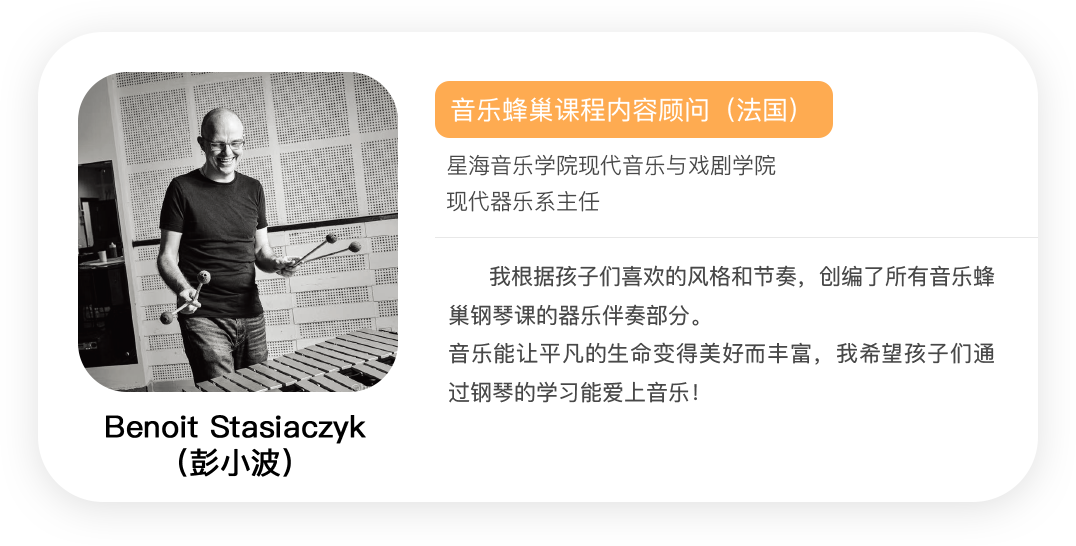 音乐蜂巢课程内容顾问（法国）
星海音乐学院现代音乐与戏剧学院
现代器乐系主任
我根据孩子们喜欢的风格和节奏，创编了所有音乐蜂
巢钢琴课的器乐伴奏部分。
音乐能让平凡的生命变得美好而丰富，我希望孩子们通
过钢琴的学习能爱上音乐！
Benoit Stasiaczyk
（彭小波）